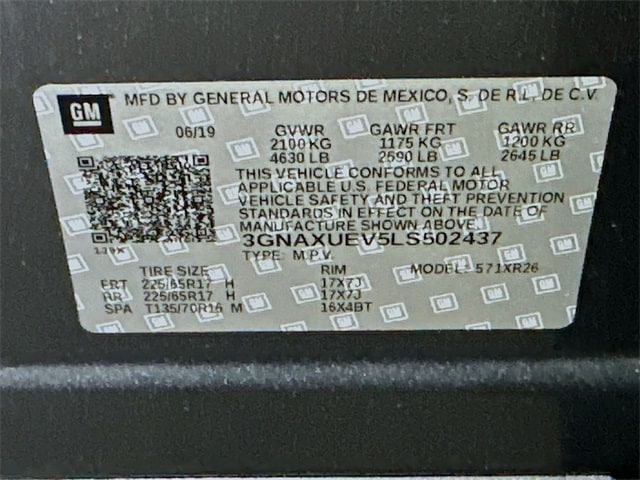 GM MFD BY GENERAL MOTORS DE MEXICO, S. DE R.L. DE C.V.
06/19 GVWR GAWR FRT GAWR RR
2100 KG 1175 KG 1200 KG
4630 LB 2590 LB 2645 LB
THIS VEHICLE CONFORMS TO ALL
APPLICABLE U.S. FEDERAL MOTOR
VEHICLE SAFETY AND THEFT PREVENTION
STANDARDS IN EFFECT ON THE DATE OF
MANUFACTURE SHOWN ABOVE.
3GNAXUEV5LS502437
TYPE: M.P.V. MODEL: 571XR26
TIRE SIZE RIM
FRT 225/65R17 H 17X7J
RR 225/65R17 H 17X7J
SPA T135/70R16 M 16X4BT